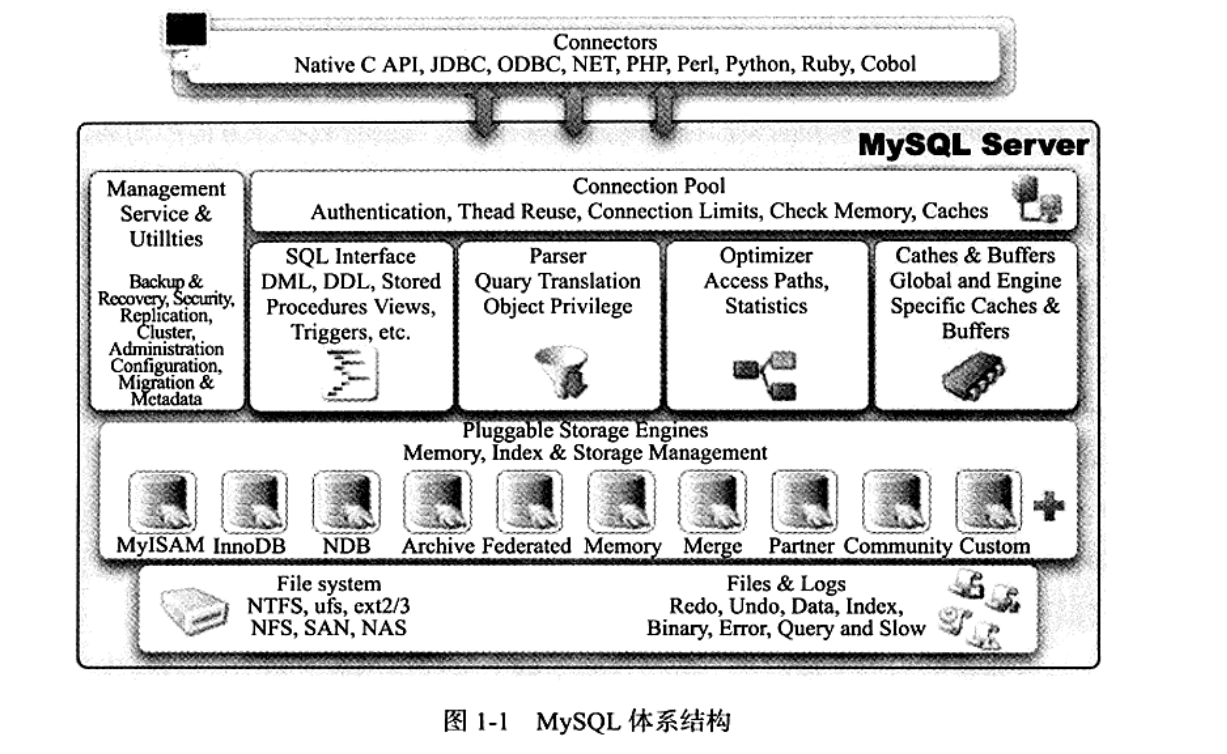 Connectors
Native C API, JDBC, ODBC, NET, PHP, Perl, Python, Ruby, Cobol
MySQL Server
Management
Service &
Utillties
Backup &
Recovery, Security,
Replication,
Cluster,
Administration
Configuration,
Migration &
Metadata
Connection Pool
Authentication, Thead Reuse, Connection Limits, Check Memory, Caches
SQL Interface
DML, DDL, Stored
Procedures Views,
Triggers, etc.
Parser
Quary Translation
Object Privilege
Optimizer
Access Paths,
Statistics
Cathes & Buffers
Global and Engine
Specific Caches &
Buffers
Pluggable Storage Engines
Memory, Index & Storage Management
MyISAM InnoDB NDB Archive Federated Memory Merge Partner Community Custom
File system
NTFS, ufs, ext2/3
NFS, SAN, NAS
Files & Logs
Redo, Undo, Data, Index,
Binary, Error, Query and Slow
图 1-1 MySQL 体系结构